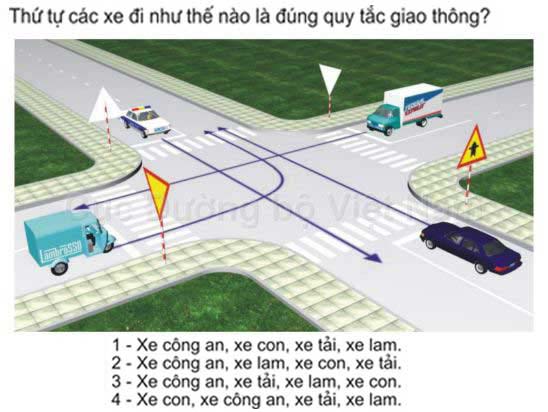 Thứ tự các xe đi như thế nào là đúng quy tắc giao thông?
Cục Đường bộ Việt Nam
Lambrosso
1 - Xe công an, xe con, xe tải, xe lam.
2 - Xe công an, xe lam, xe con, xe tải.
3 - Xe công an, xe tải, xe lam, xe con.
4 - Xe con, xe công an, xe tải, xe lam.